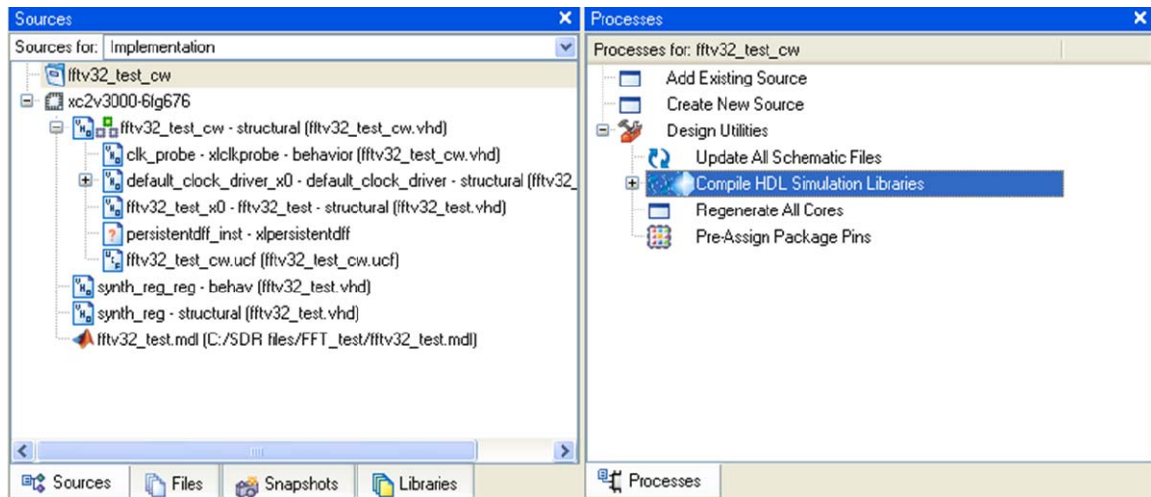 Sources
Sources for: Implementation
fftv32_test_cw
xc2v3000-6fg676
fftv32_test_cw - structural (fftv32_test_cw.vhd)
clk_probe - xlclkprobe - behavior (fftv32_test_cw.vhd)
default_clock_driver_x0 - default_clock_driver - structural (fftv32_
fftv32_test_x0 - fftv32_test - structural (fftv32_test.vhd)
persistentdff_inst - xlpersistentdff
fftv32_test_cw.ucf (fftv32_test_cw.ucf)
synth_reg_reg - behav (fftv32_test.vhd)
synth_reg - structural (fftv32_test.vhd)
fftv32_test.mdl (C:/SDR files/FFT_test/fftv32_test.mdl)
Sources
Files
Snapshots
Libraries
Processes
Processes for: fftv32_test_cw
Add Existing Source
Create New Source
Design Utilities
Update All Schematic Files
Compile HDL Simulation Libraries
Regenerate All Cores
Pre-Assign Package Pins
Processes